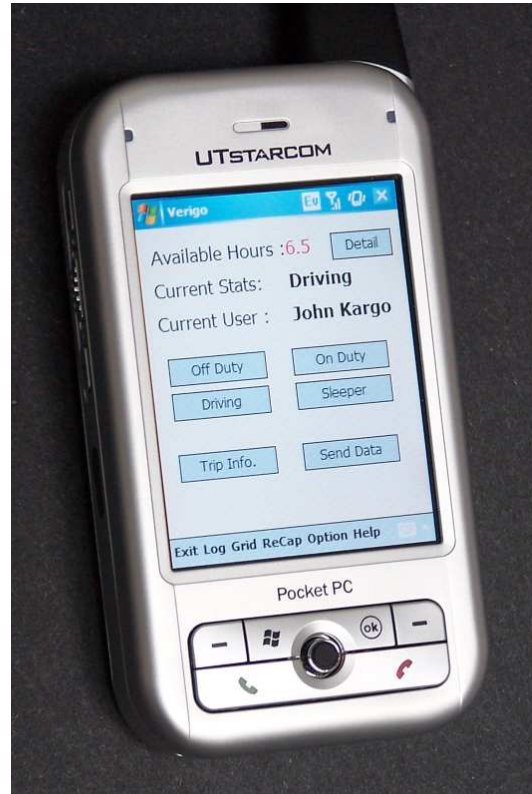 UTSTARCOM
Verigo Ev
Available Hours :6.5 Detail
Current Stats: Driving
Current User : John Kargo
Off Duty On Duty
Driving Sleeper
Trip Info. Send Data
Exit Log Grid ReCap Option Help
Pocket PC
ok